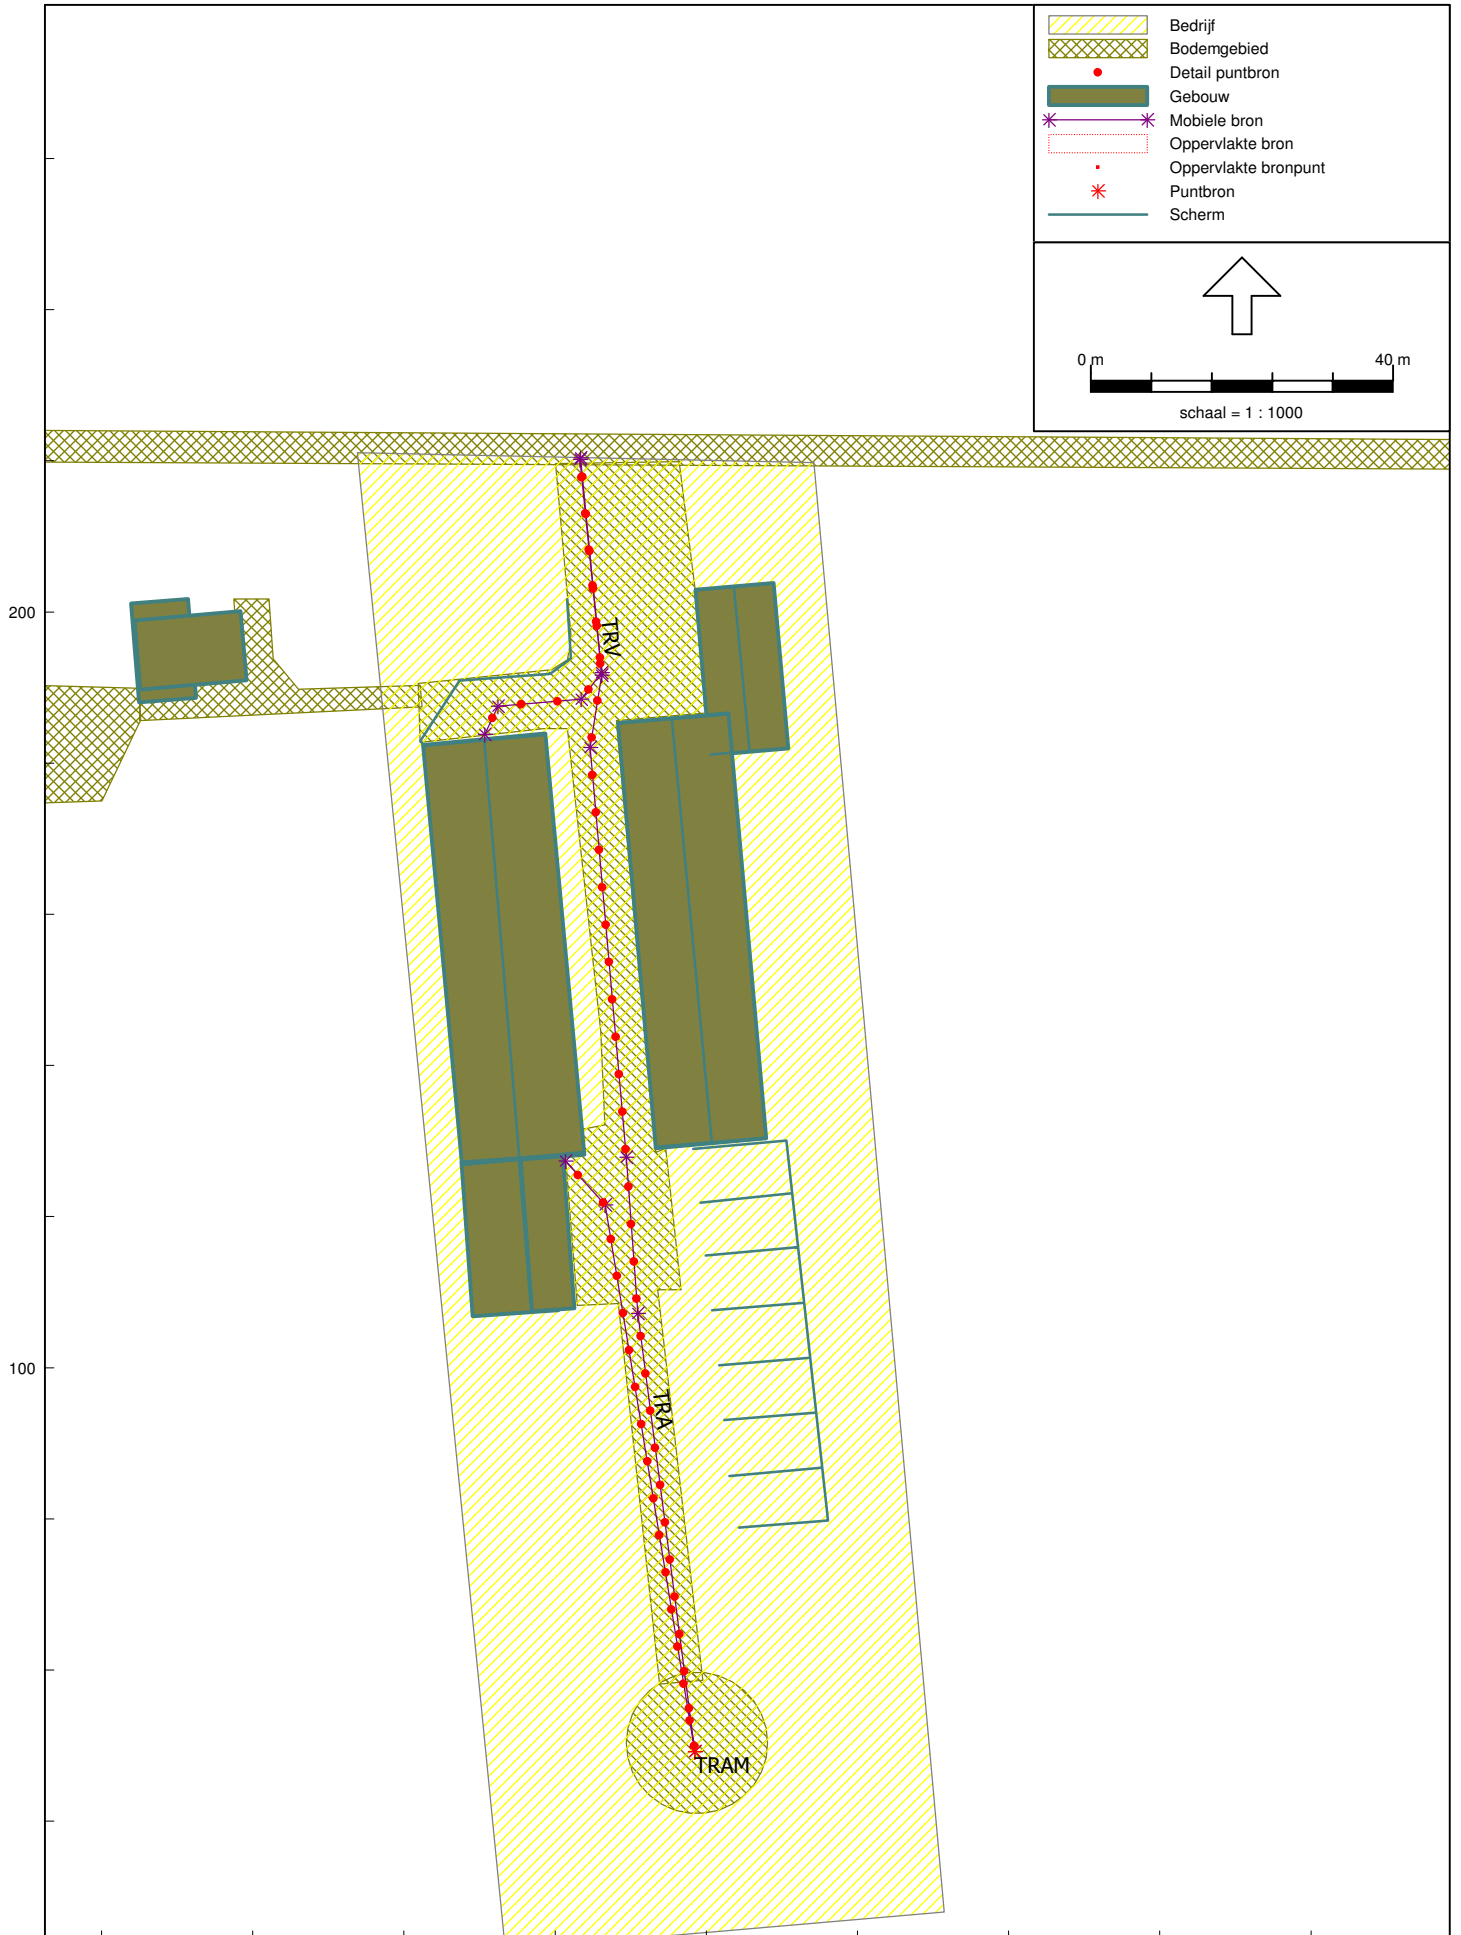 Bedrijf
Bodemgebied
Detail puntbron
Gebouw
Mobiele bron
Oppervlakte bron
Oppervlakte bronpunt
Puntbron
Scherm
0 m 40 m
schaal = 1 : 1000
200
TRV
100
TRA
TRAM